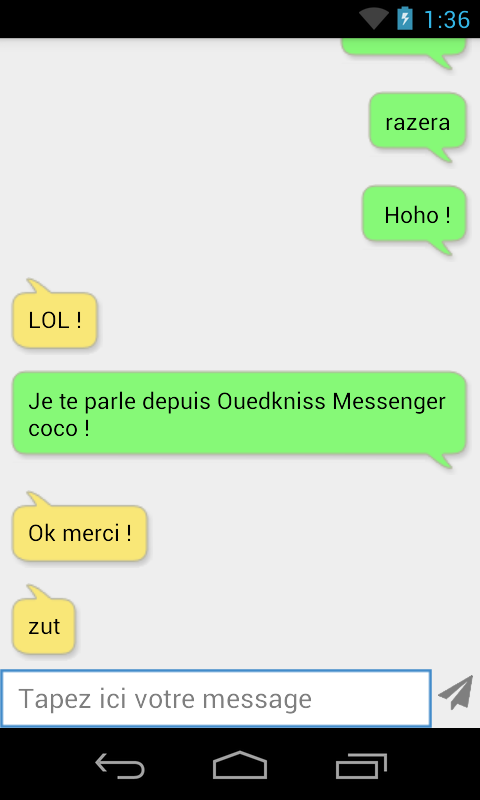 1:36
razera
Hoho !
LOL !
Je te parle depuis Ouedkniss Messenger
coco !
Ok merci !
zut
Tapez ici votre message